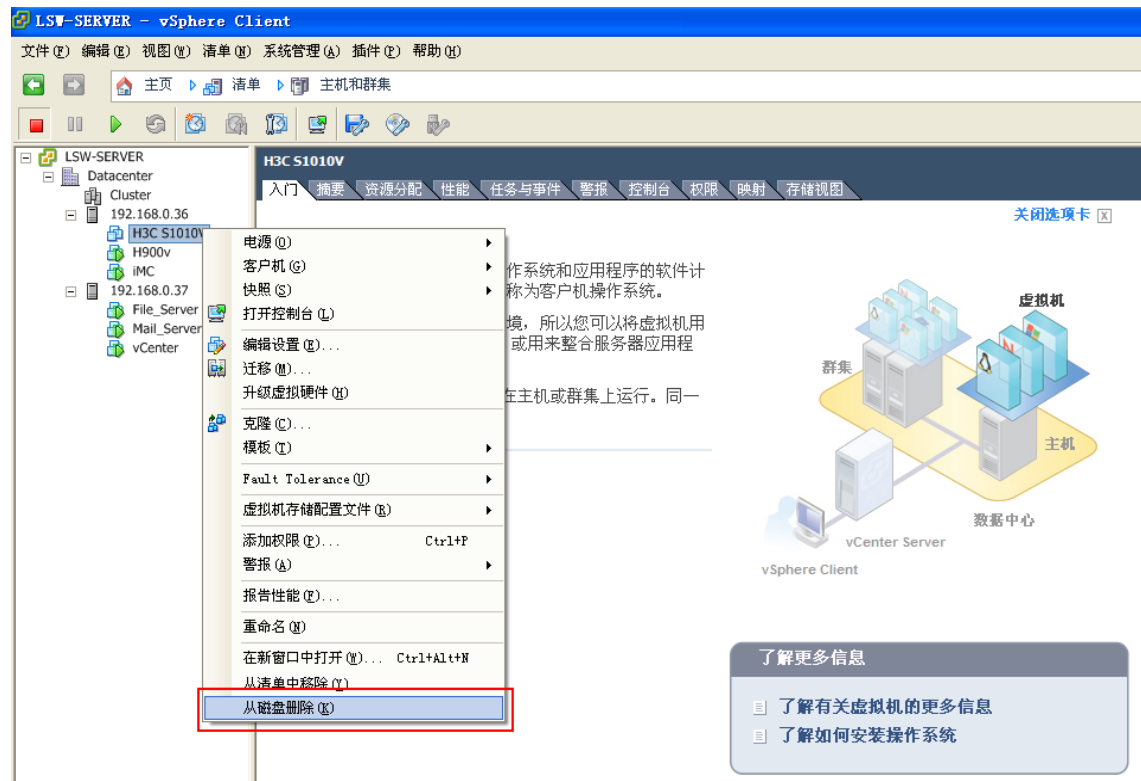 LSW-SERVER - vSphere Client
文件(F) 编辑(E) 视图(W) 清单(N) 系统管理(A) 插件(P) 帮助(H)
主页 清单 主机和群集
LSW-SERVER
Datacenter
Cluster
192.168.0.36
H3C S1010V
H900v
iMC
192.168.0.37
File_Server
Mail_Server
vCenter
H3C S1010V
入门 摘要 资源分配 性能 任务与事件 警报 控制台 权限 映射 存储视图
关闭选项卡
作系统和应用程序的软件计
称为客户机操作系统。
境，所以您可以将虚拟机用
或用来整合服务器应用程
在主机或群集上运行。同一
电源(O)
客户机(G)
快照(S)
打开控制台(L)
编辑设置(E)...
迁移(M)...
升级虚拟硬件(H)
克隆(C)...
模板(T)
Fault Tolerance(U)
虚拟机存储配置文件(R)
添加权限(P)... Ctrl+P
警报(A)
报告性能(F)...
重命名(N)
在新窗口中打开(W)... Ctrl+Alt+N
从清单中移除(Y)
从磁盘删除(K)
虚拟机
群集
主机
数据中心
vCenter Server
vSphere Client
了解更多信息
了解有关虚拟机的更多信息
了解如何安装操作系统